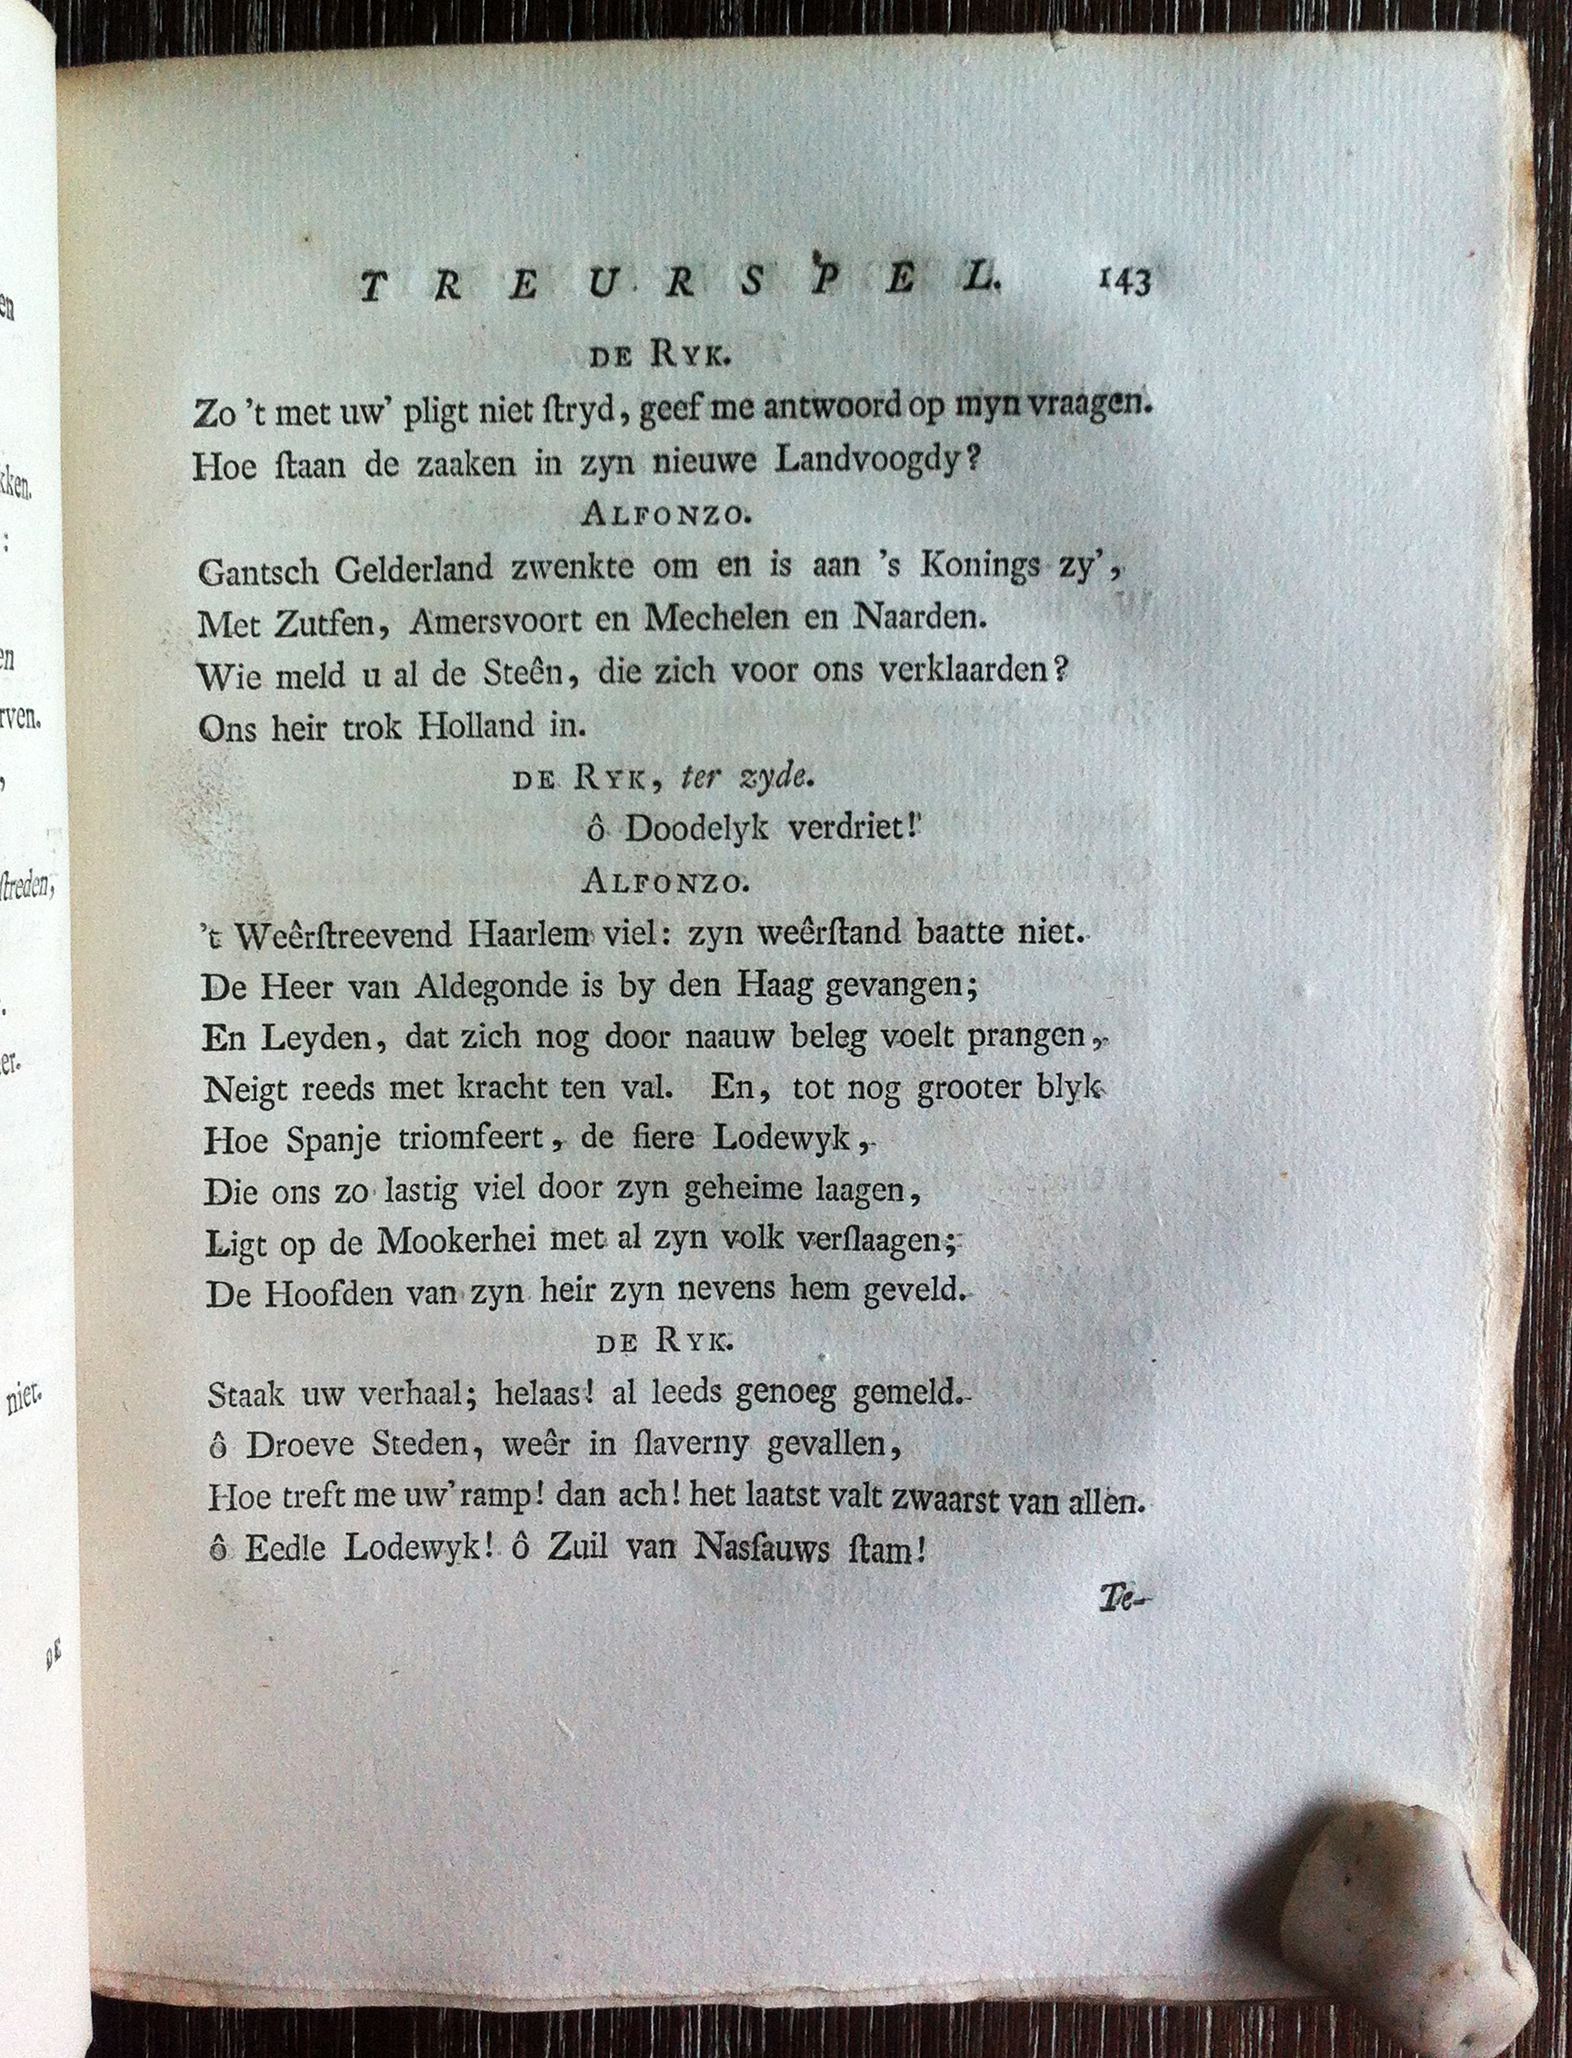 TREURSPEL. 143
DE RYK.
Zo 't met uw' pligt niet ſtryd, geef me antwoord op myn vraagen.
Hoe ſtaan de zaaken in zyn nieuwe Landvoogdy?
ALFONZO.
Gantsch Gelderland zwenkte om en is aan 's Konings zy',
Met Zutfen, Amersvoort en Mechelen en Naarden.
Wie meld u al de Steên, die zich voor ons verklaarden?
Ons heir trok Holland in.
DE RYK, ter zyde.
ô Doodelyk verdriet!
ALFONZO.
't Weêrſtreevend Haarlem viel: zyn weêrſtand baatte niet.
De Heer van Aldegonde is by den Haag gevangen;
En Leyden, dat zich nog door naauw beleg voelt prangen,
Neigt reeds met kracht ten val. En, tot nog grooter blyk
Hoe Spanje triomfeert, de fiere Lodewyk,
Die ons zo lastig viel door zyn geheime laagen,
Ligt op de Mookerhei met al zyn volk verſlaagen;
De Hoofden van zyn heir zyn nevens hem geveld.
DE RYK.
Staak uw verhaal; helaas! al leeds genoeg gemeld.
ô Droeve Steden, weêr in ſlaverny gevallen,
Hoe treft me uw' ramp! dan ach! het laatst valt zwaarst van allen.
ô Eedle Lodewyk! ô Zuil van Nasſauws ſtam!
Te-
en
kken.
:
en
rven.
,
ſtreden,
.
er.
niet.
DE